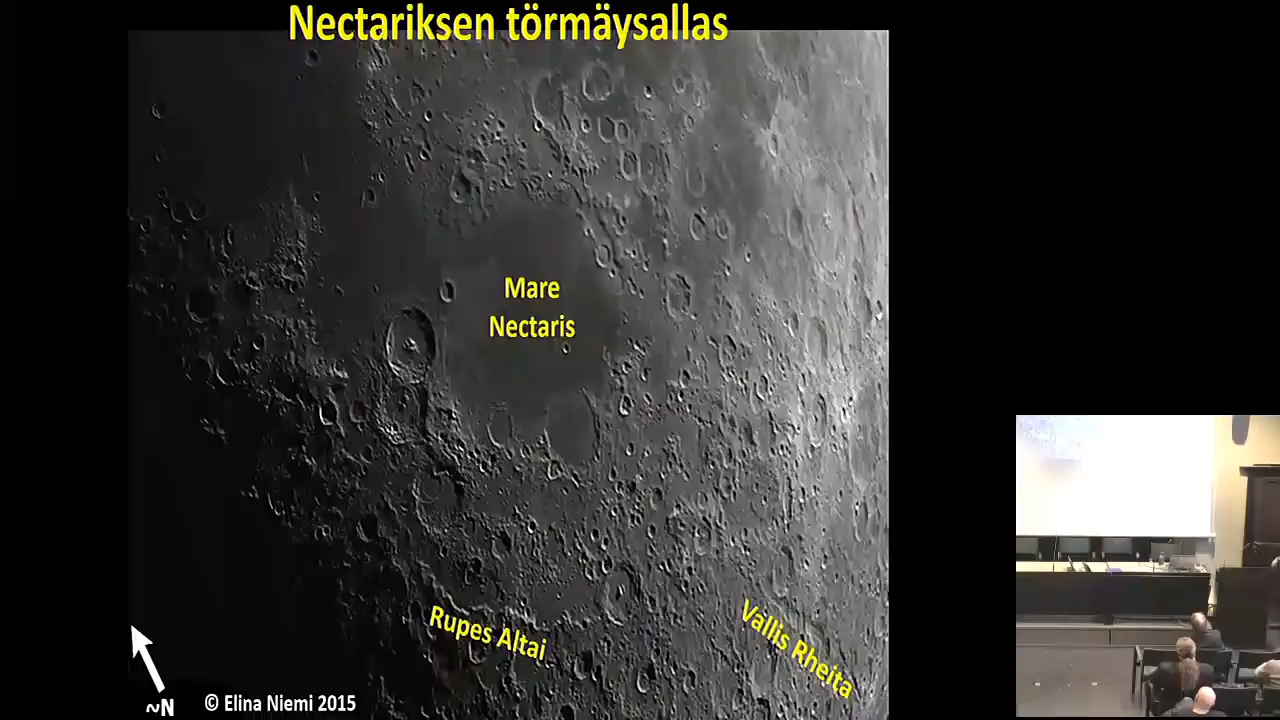 Nectariksen törmäysallas
Mare
Nectaris
Rupes Altai
Vallis Rheita
~N
© Elina Niemi 2015